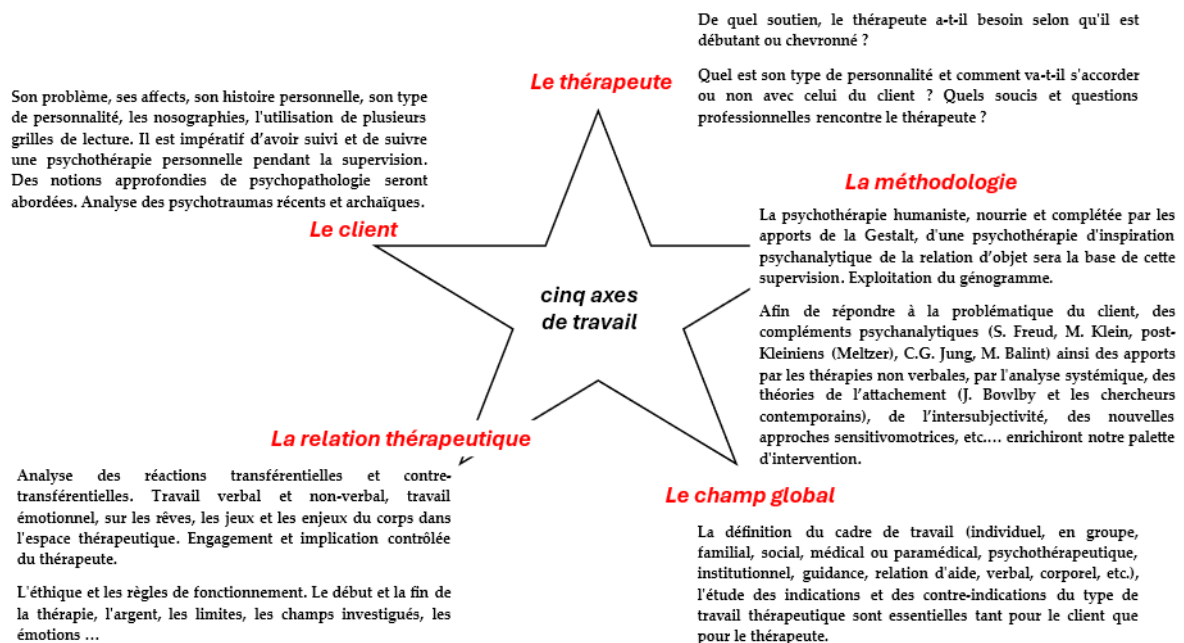 De quel soutien, le thérapeute a-t-il besoin selon qu'il est
débutant ou chevronné ?
Quel est son type de personnalité et comment va-t-il s'accorder
ou non avec celui du client ? Quels soucis et questions
professionnelles rencontre le thérapeute ?
Le thérapeute
Son problème, ses affects, son histoire personnelle, son type
de personnalité, les nosographies, l'utilisation de plusieurs
grilles de lecture. Il est impératif d'avoir suivi et de suivre
une psychothérapie personnelle pendant la supervision.
Des notions approfondies de psychopathologie seront
abordées. Analyse des psychotraumas récents et archaïques.
Le client
La méthodologie
La psychothérapie humaniste, nourrie et complétée par les
apports de la Gestalt, d'une psychothérapie d'inspiration
psychanalytique de la relation d'objet sera la base de cette
supervision. Exploitation du génogramme.
Afin de répondre à la problématique du client, des
compléments psychanalytiques (S. Freud, M. Klein, post-
Kleiniens (Meltzer), C.G. Jung, M. Balint) ainsi des apports
par les thérapies non verbales, par l'analyse systémique, des
théories de l'attachement (J. Bowlby et les chercheurs
contemporains), de l'intersubjectivité, des nouvelles
approches sensitivomotrices, etc.... enrichiront notre palette
d'intervention.
cinq axes
de travail
La relation thérapeutique
Analyse des réactions transférentielles et contre-
transférentielles. Travail verbal et non-verbal, travail
émotionnel, sur les rêves, les jeux et les enjeux du corps dans
l'espace thérapeutique. Engagement et implication contrôlée
du thérapeute.
L'éthique et les règles de fonctionnement. Le début et la fin de
la thérapie, l'argent, les limites, les champs investigués, les
émotions ...
Le champ global
La définition du cadre de travail (individuel, en groupe,
familial, social, médical ou paramédical, psychothérapeutique,
institutionnel, guidance, relation d'aide, verbal, corporel, etc.),
l'étude des indications et des contre-indications du type de
travail thérapeutique sont essentielles tant pour le client que
pour le thérapeute.